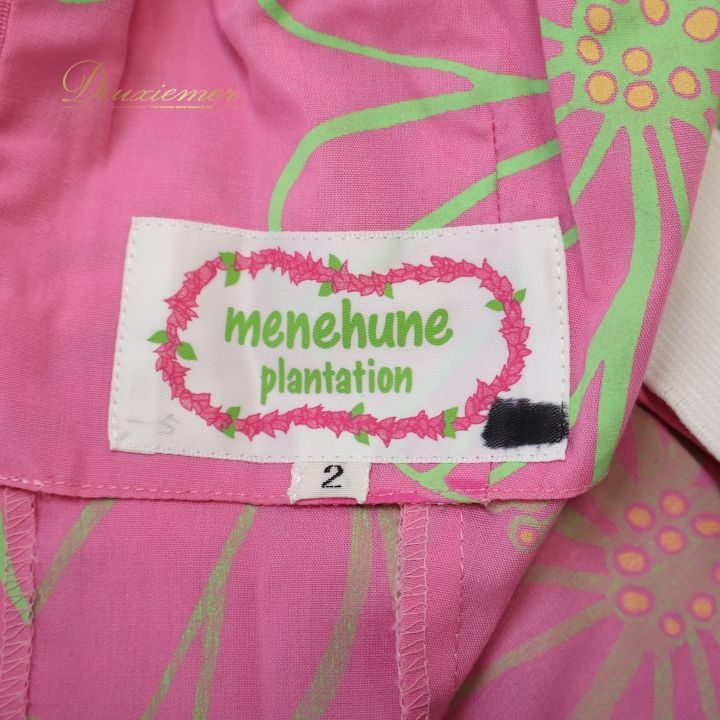 Deuxiemer
menehune
plantation
2